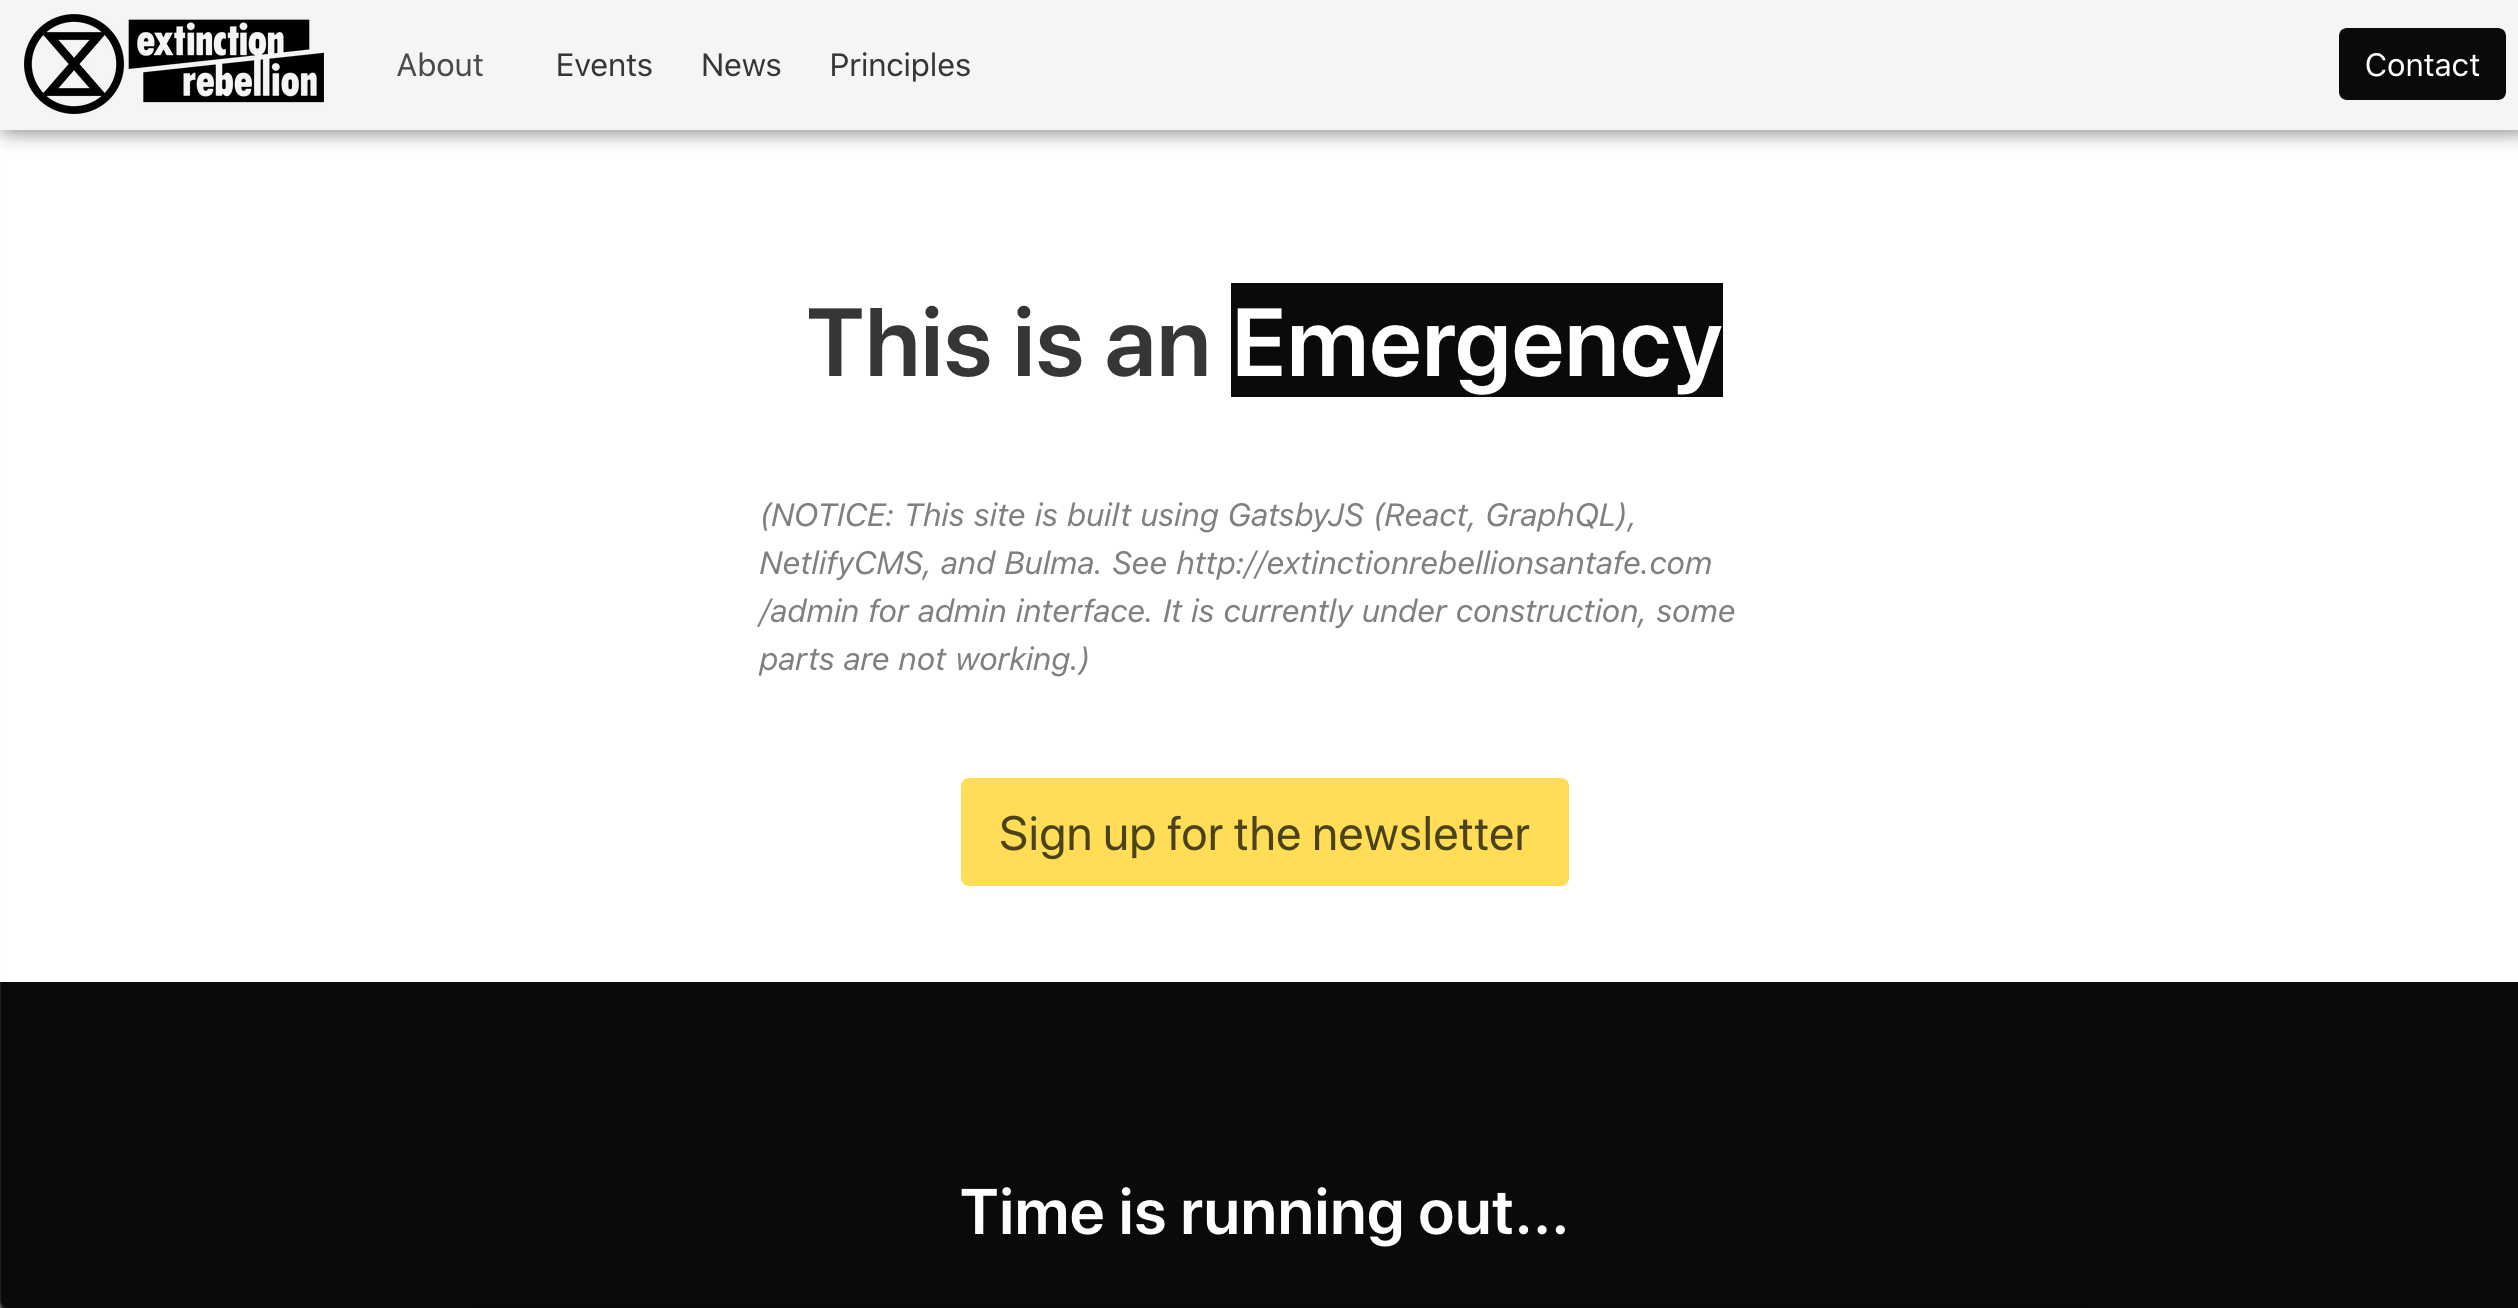 extinction
rebellion
About
Events
News
Principles
Contact
This is an Emergency
(NOTICE: This site is built using GatsbyJS (React, GraphQL),
NetlifyCMS, and Bulma. See http://extinctionrebellionsantafe.com
/admin for admin interface. It is currently under construction, some
parts are not working.)
Sign up for the newsletter
Time is running out...